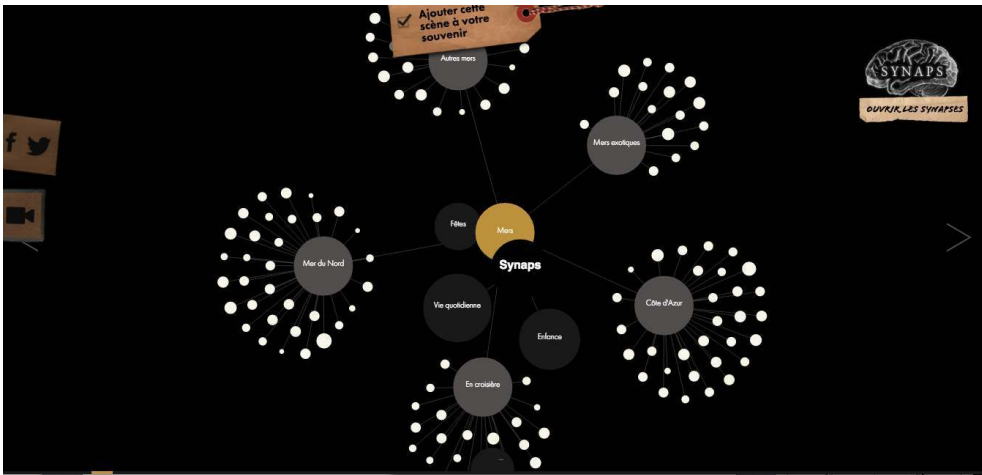 Ajouter cette
scène à votre
souvenir
Autres mers
SYNAPS
OUVRIR LES SYNAPSES
Mers exotiques
f
Fêtes
Mers
Mer du Nord
Synaps
Vie quotidienne
Côte d'Azur
Enfance
En croisière